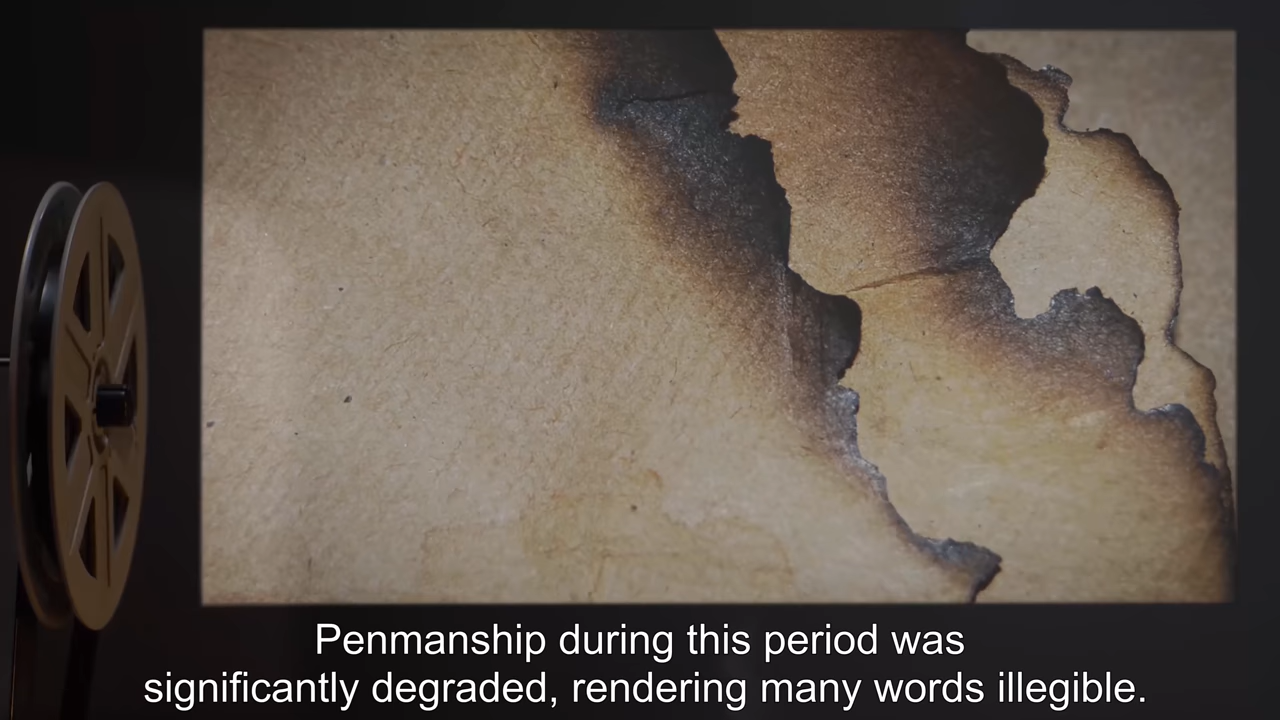 Penmanship during this period was
significantly degraded, rendering many words illegible.